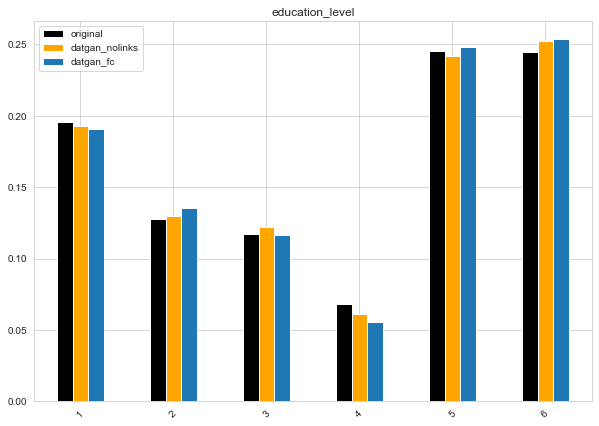 education_level
original
datgan_nolinks
datgan_fc
0.25
0.20
0.15
0.10
0.05
0.00
1 2 3 4 5 6